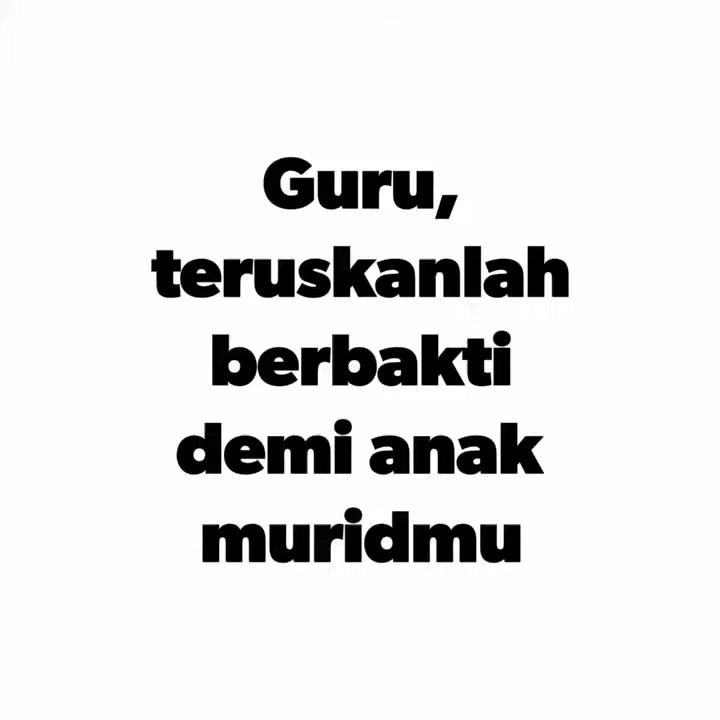 Guru,
teruskanlah
berbakti
demi anak
muridmu